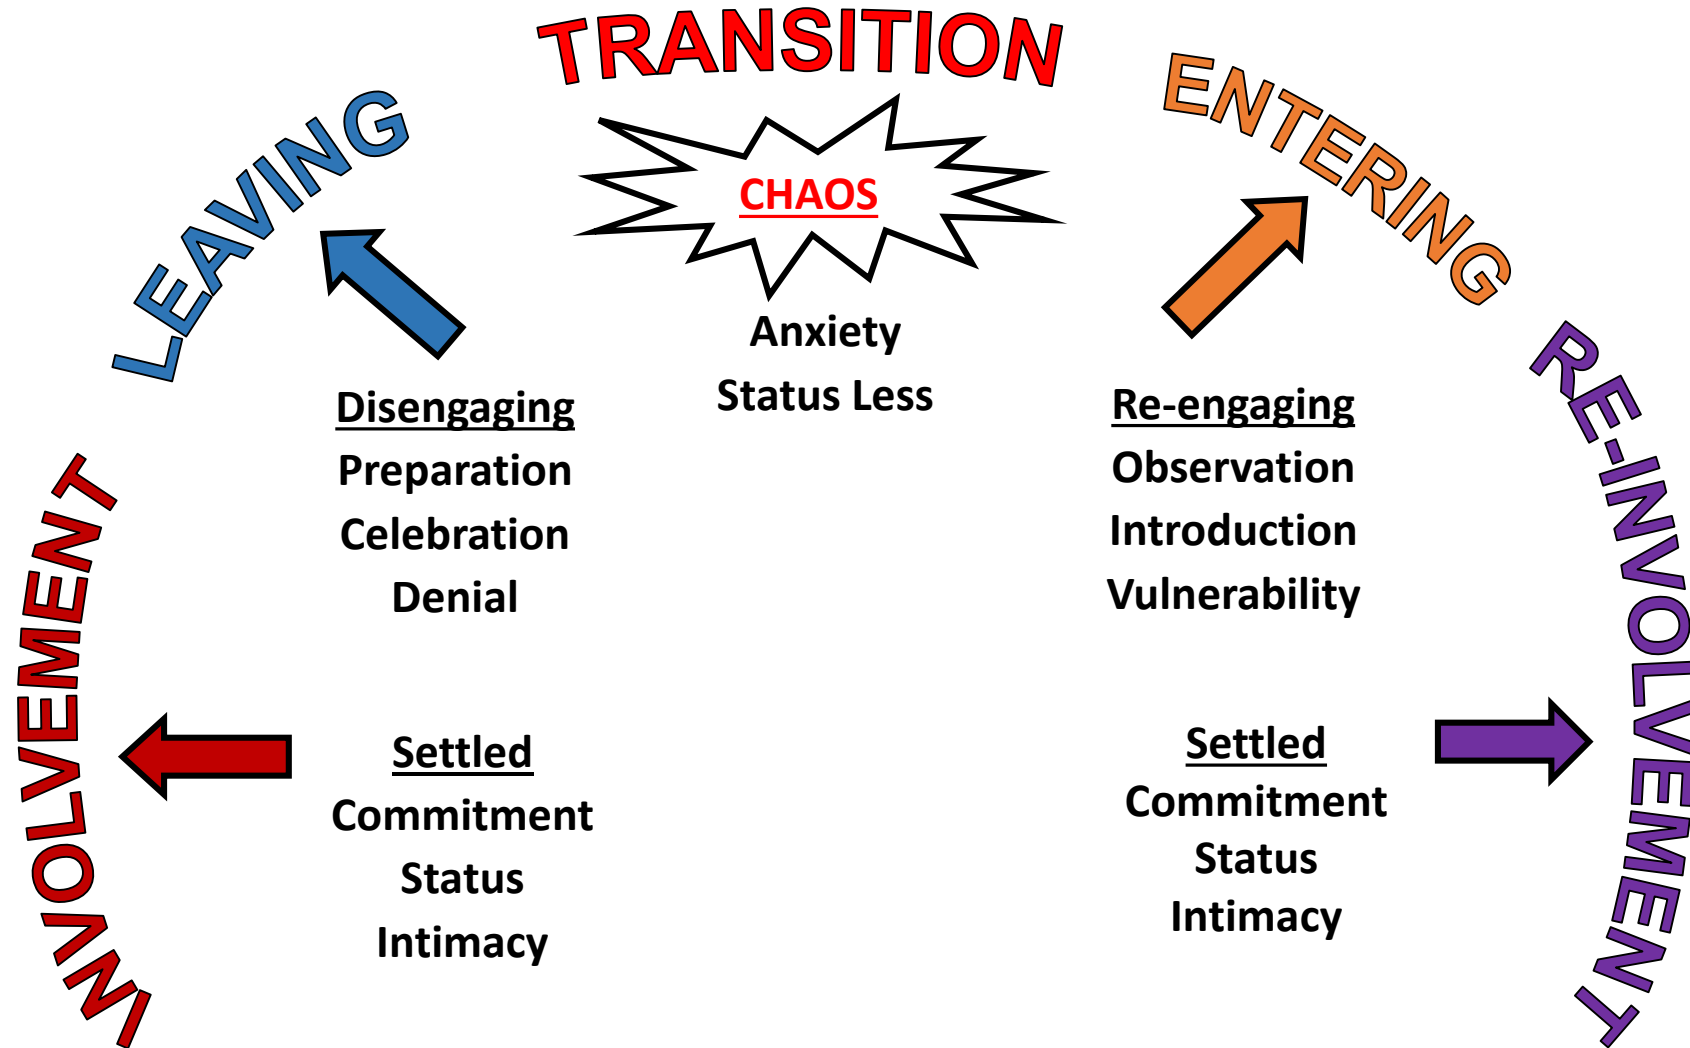 INVOLVEMENT
LEAVING
TRANSITION
ENTERING
RE-INVOLVEMENT
CHAOS
Anxiety
Status Less
Disengaging
Preparation
Celebration
Denial
Re-engaging
Observation
Introduction
Vulnerability
Settled
Commitment
Status
Intimacy
Settled
Commitment
Status
Intimacy